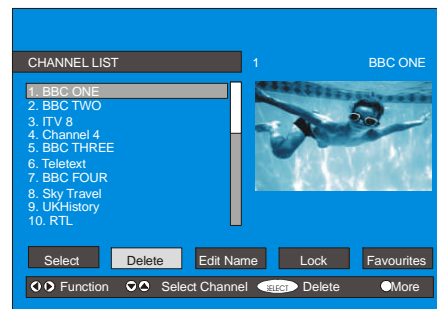 CHANNEL LIST
1 BBC ONE
1. BBC ONE
2. BBC TWO
3. ITV 8
4. Channel 4
5. BBC THREE
6. Teletext
7. BBC FOUR
8. Sky Travel
9. UKHistory
10. RTL
Select Delete Edit Name Lock Favourites
Function Select Channel SELECT Delete More